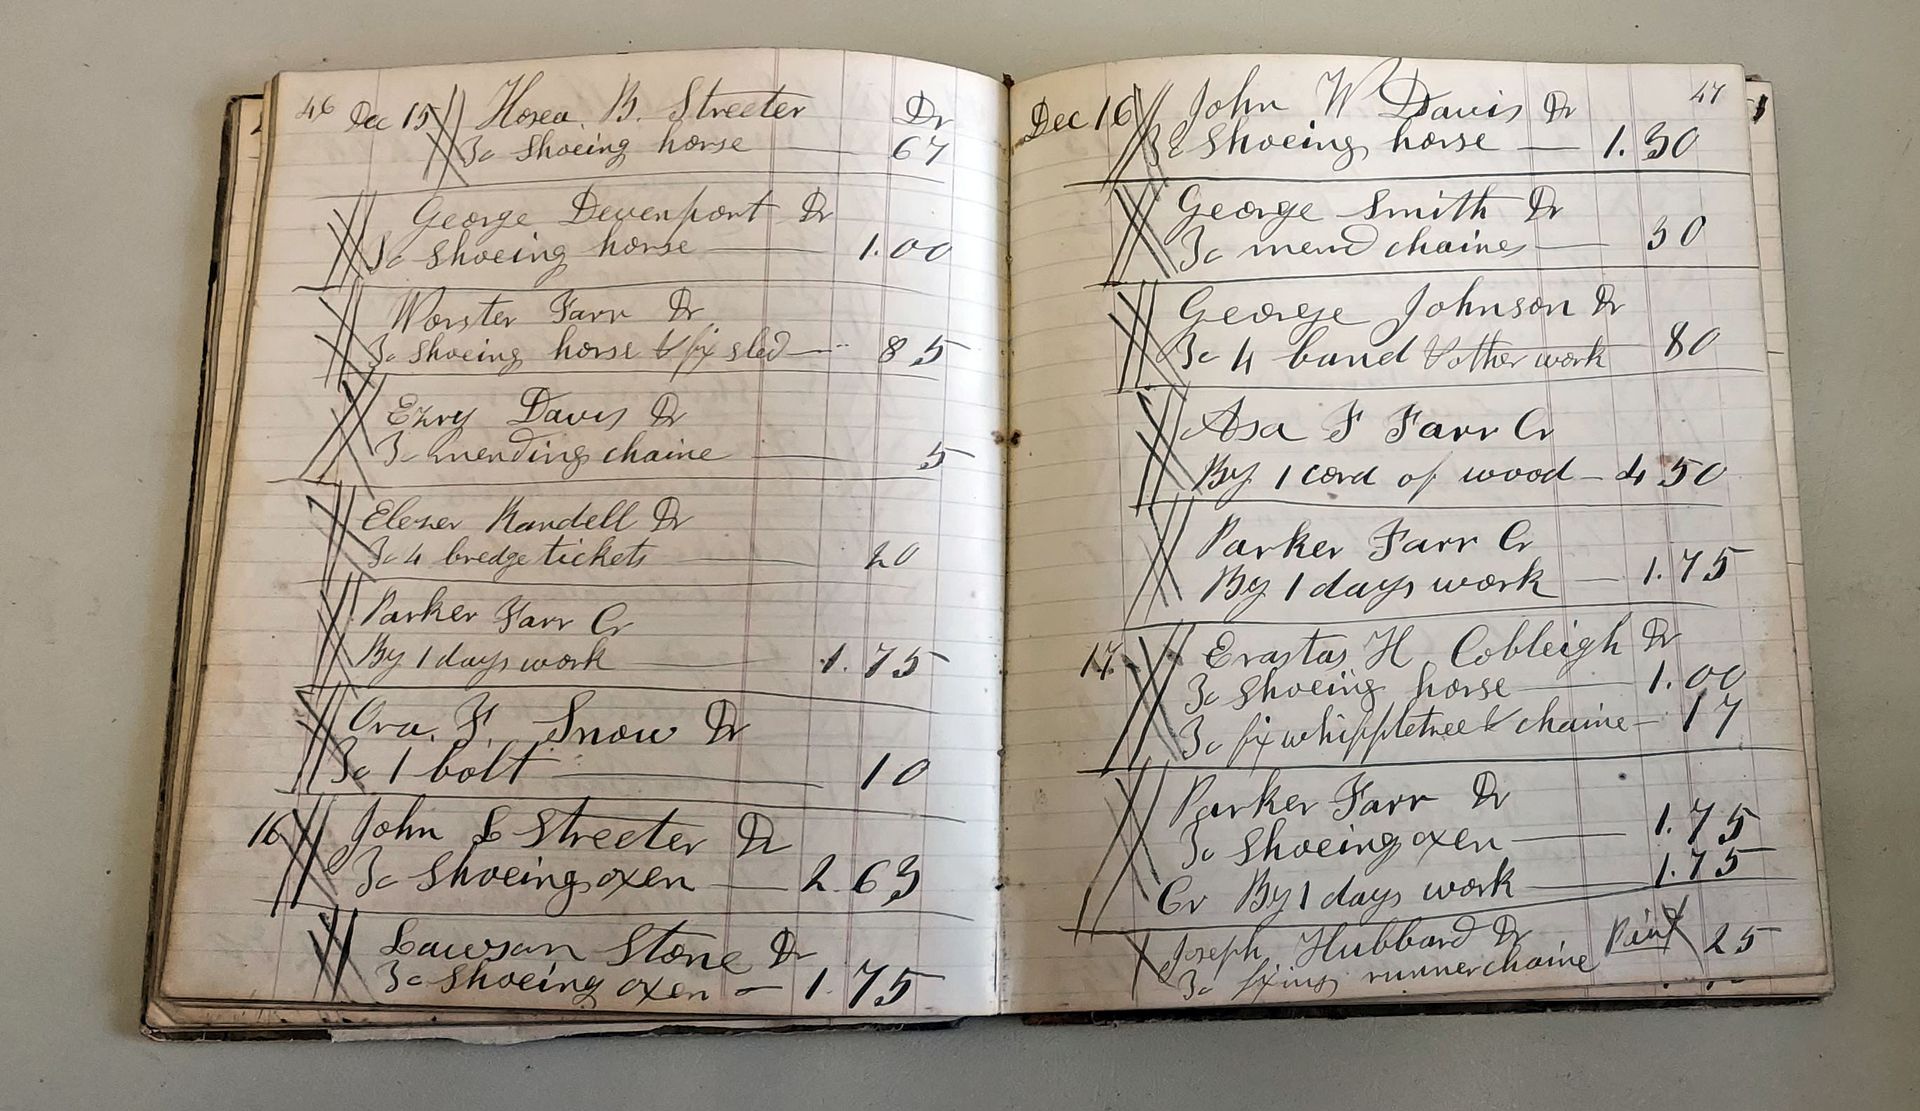 46 Dec 15 Hosea. B. Streeter Dr
To Shoeing horse 67
George Devenport Dr
To Shoeing horse 1.00
Worster Farr Dr
To Shoeing horse & fix sled 85
Ezry Davis Dr
To mending chaine 5
Elezer Randell Dr
To 4 bredge tickets 20
Parker Farr Cr
By 1 days work 1.75
Ora. F. Snow Dr
To 1 bolt 10
16 John L Streeter Dr
To Shoeing oxen 2.63
Lawson Stone Dr
To Shoeing oxen 1.75
Dec 16 John W Davis Dr 47
To Shoeing horse 1.50
George Smith Dr
To mend chaines 50
George Johnson Dr
To 4 band & other work 80
Asa F Farr Cr
By 1 cord of wood 4 50
Parker Farr Cr
By 1 days work 1.75
17 Erastas H. Cobleigh Dr
To Shoeing horse 1.00
To fix whippletree & chaine 17
Parker Farr Dr
To Shoeing oxen 1.75
Cr By 1 days work 1.75
Joseph Hubbard Dr Paid 25
To fixing runner chaine